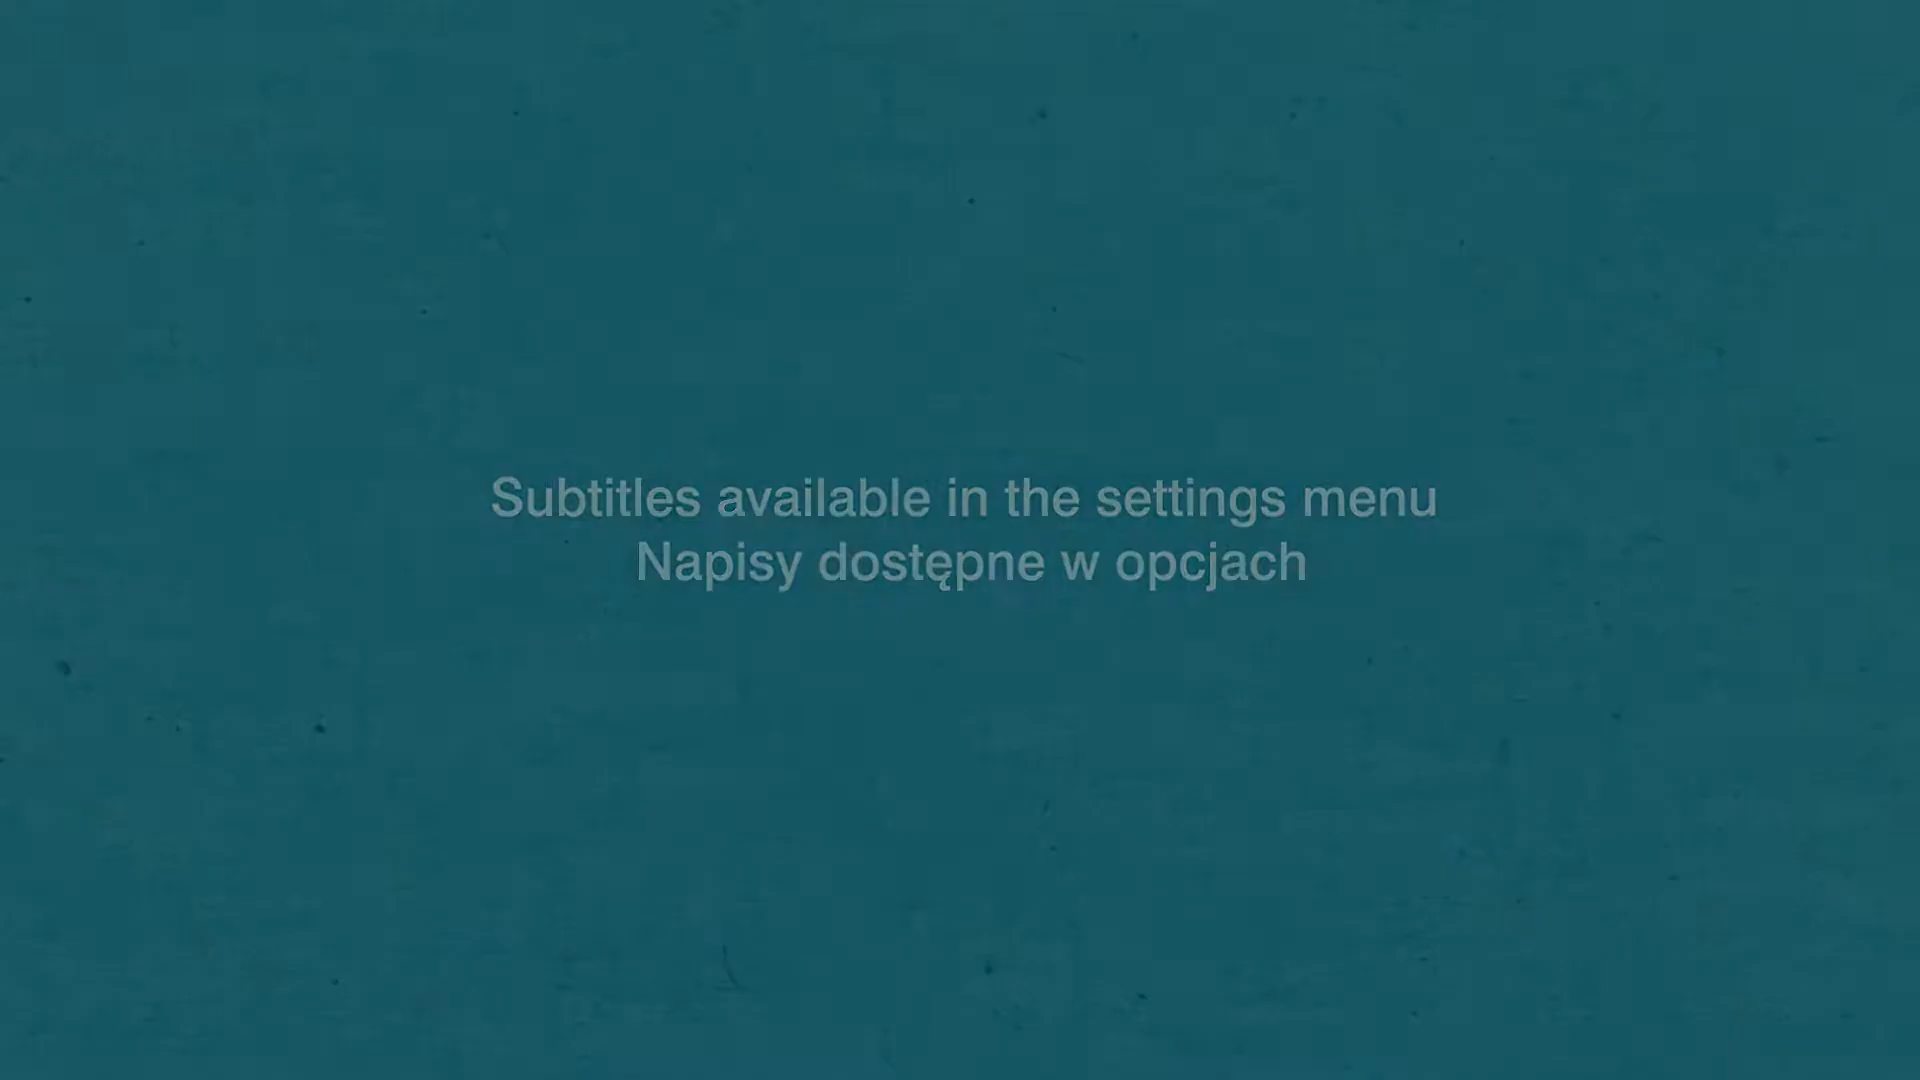 Subtitles available in the settings menu
Napisy dostępne w opcjach